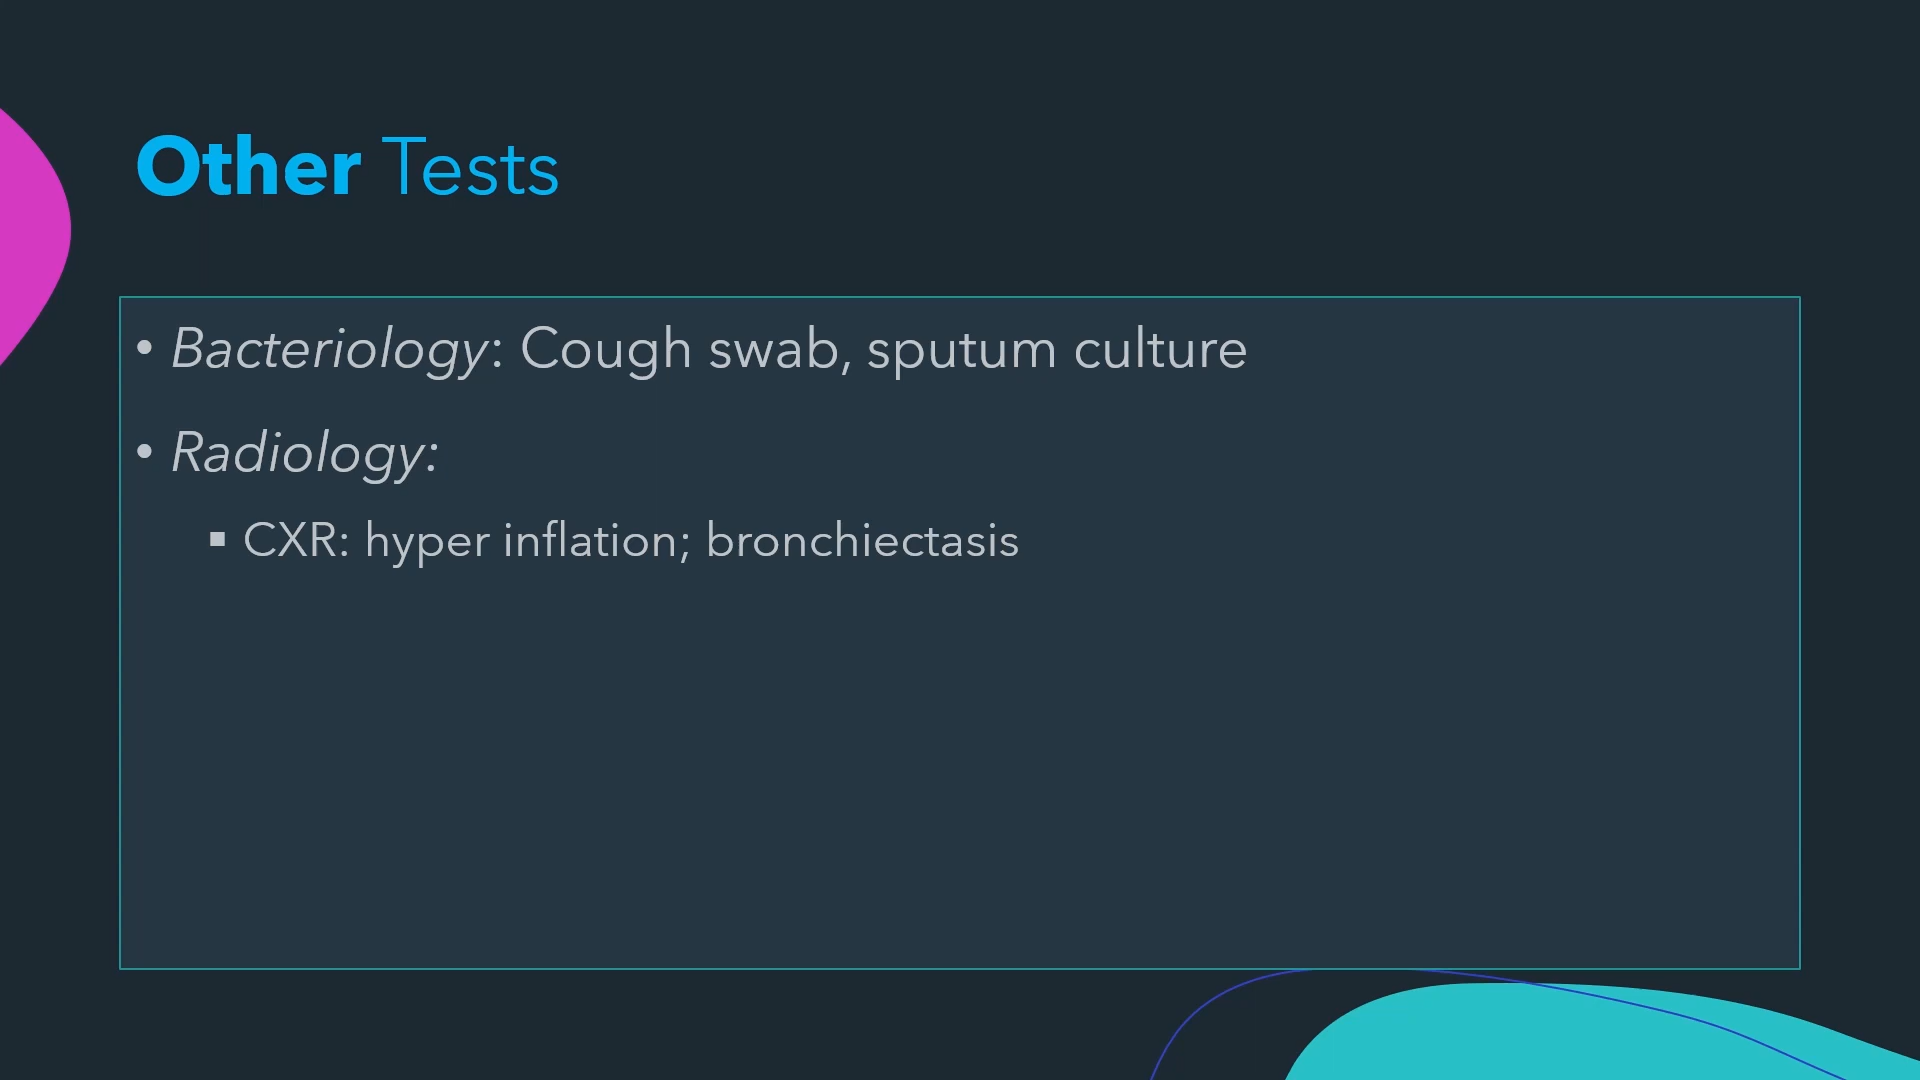 Other Tests
• Bacteriology: Cough swab, sputum culture
• Radiology:
▪ CXR: hyper inflation; bronchiectasis